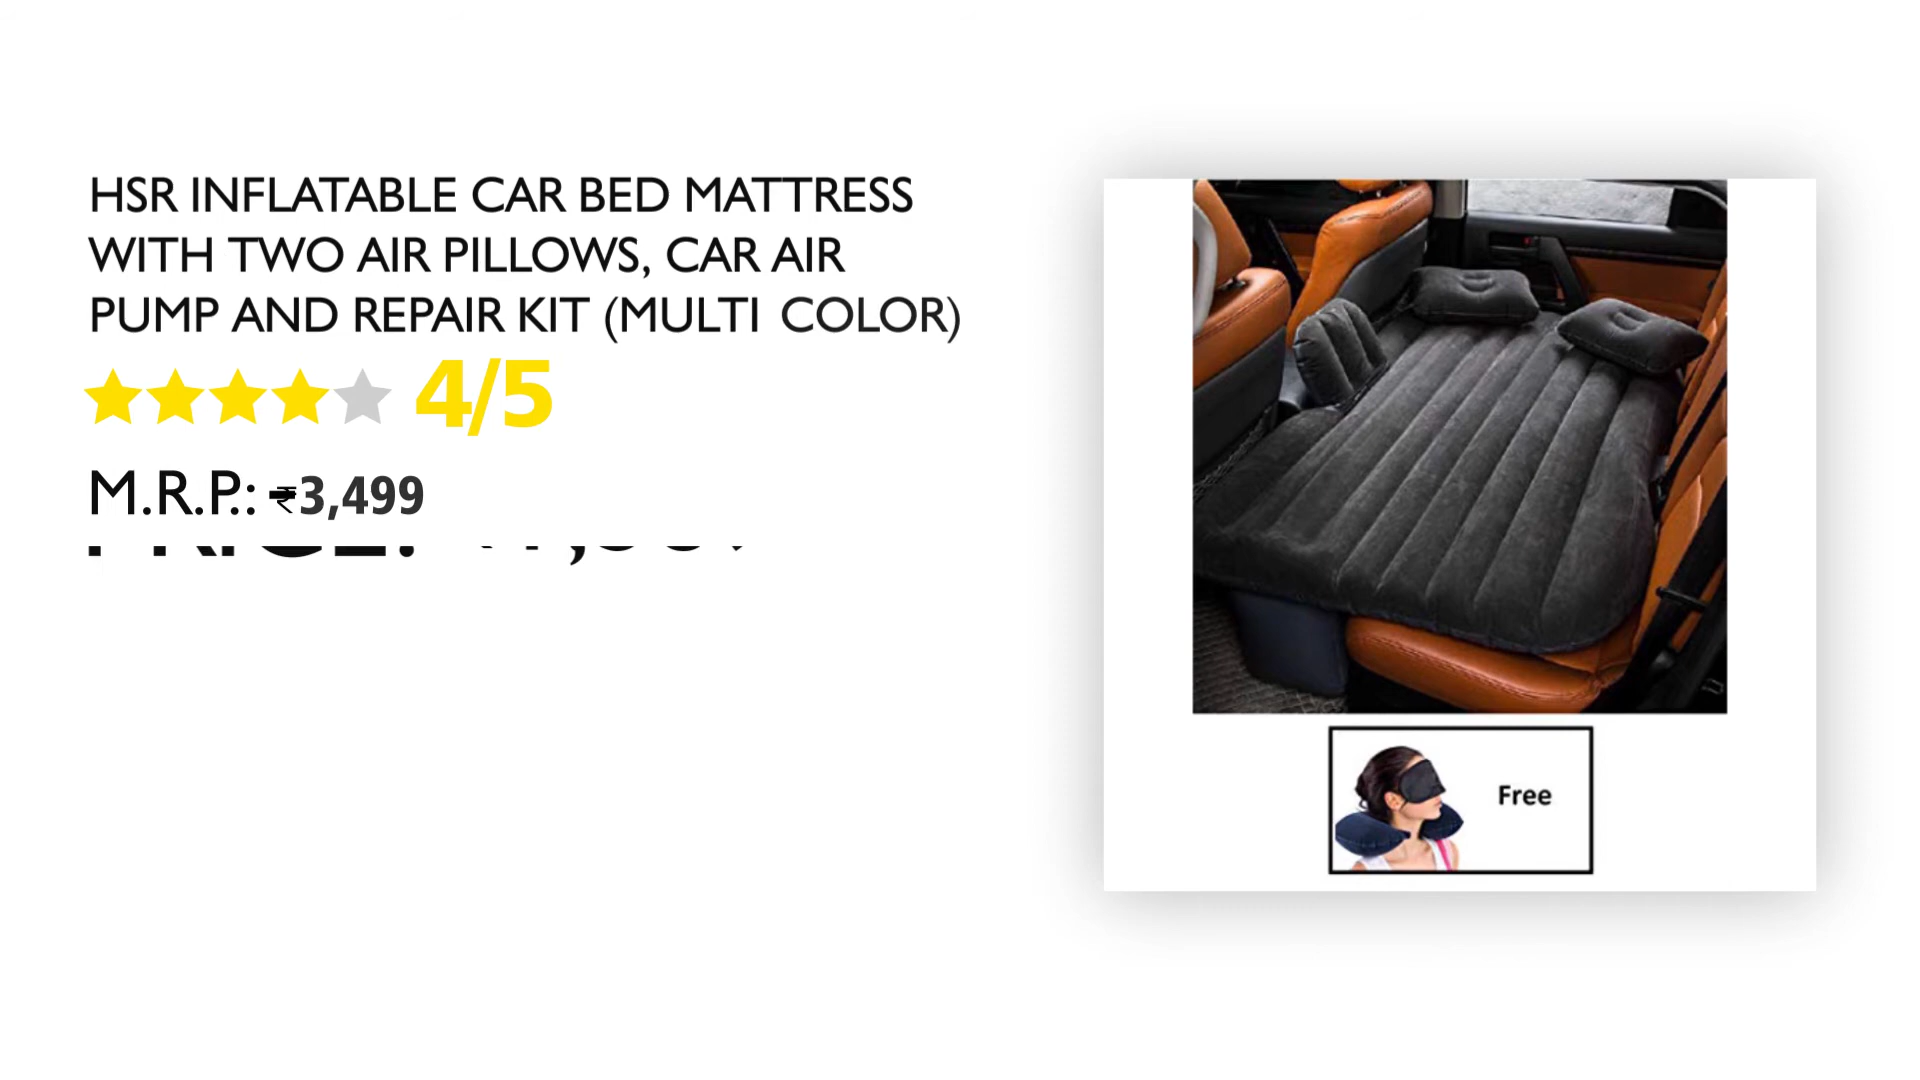 HSR INFLATABLE CAR BED MATTRESS
WITH TWO AIR PILLOWS, CAR AIR
PUMP AND REPAIR KIT (MULTI COLOR)
4/5
M.R.P.: ₹3,499
PRICE:
Free